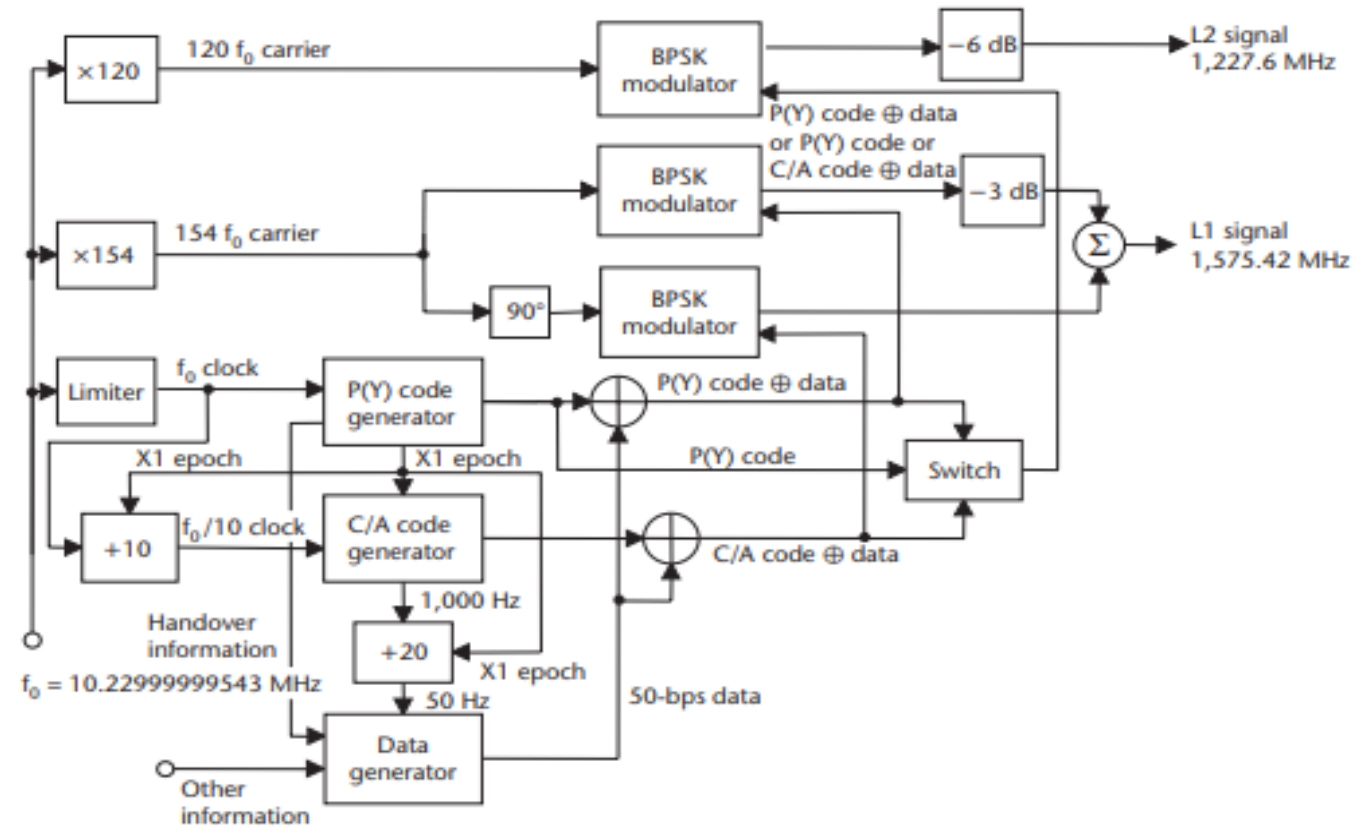 ×120
120 f₀ carrier
BPSK
modulator
−6 dB
L2 signal
1,227.6 MHz
P(Y) code ⊕ data
or P(Y) code or
C/A code ⊕ data
×154
154 f₀ carrier
BPSK
modulator
−3 dB
Σ
L1 signal
1,575.42 MHz
90°
BPSK
modulator
Limiter
f₀ clock
P(Y) code
generator
P(Y) code ⊕ data
X1 epoch
X1 epoch
P(Y) code
Switch
+10
f₀/10 clock
C/A code
generator
C/A code ⊕ data
1,000 Hz
Handover
information
+20
X1 epoch
f₀ = 10.22999999543 MHz
50 Hz
50-bps data
Data
generator
Other
information